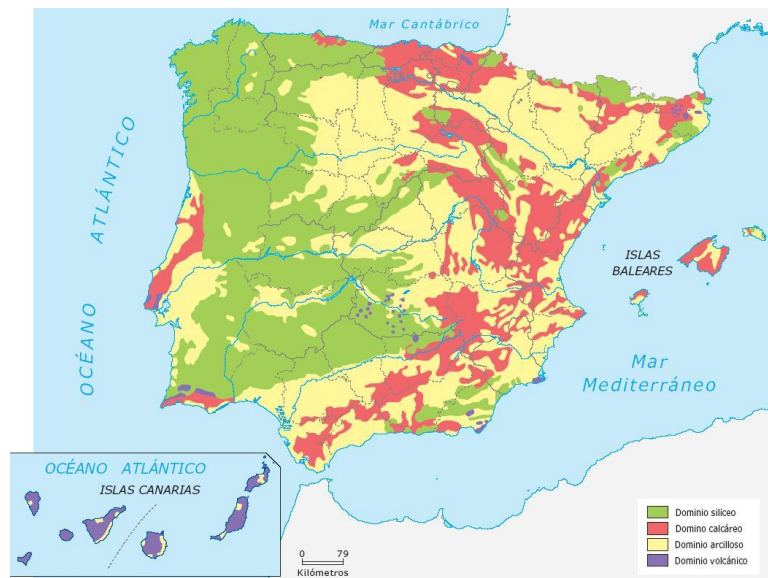 Mar Cantábrico
OCÉANO
ATLÁNTICO
ISLAS
BALEARES
Mar
Mediterráneo
OCÉANO ATLÁNTICO
ISLAS CANARIAS
0 79
Kilómetros
Dominio silíceo
Domino calcáreo
Dominio arcilloso
Dominio volcánico